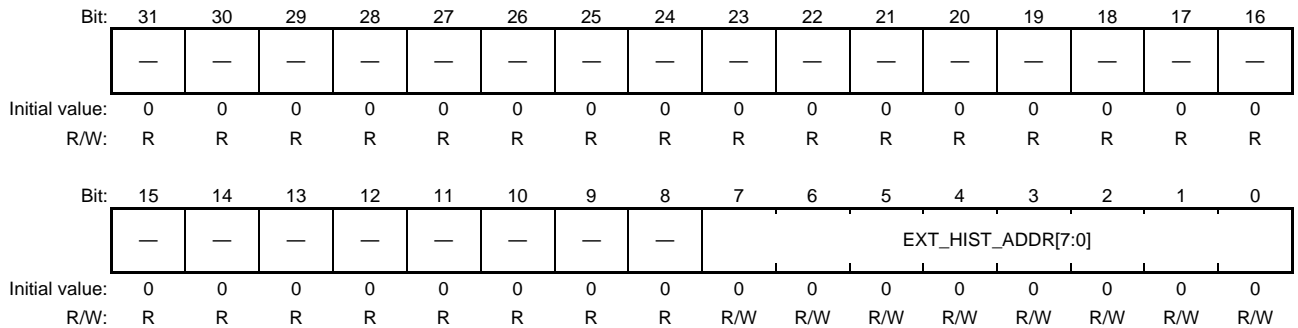 Bit: 31 30 29 28 27 26 25 24 23 22 21 20 19 18 17 16
— — — — — — — — — — — — — — — —
Initial value: 0 0 0 0 0 0 0 0 0 0 0 0 0 0 0 0
R/W: R R R R R R R R R R R R R R R R
Bit: 15 14 13 12 11 10 9 8 7 6 5 4 3 2 1 0
— — — — — — — — EXT_HIST_ADDR[7:0]
Initial value: 0 0 0 0 0 0 0 0 0 0 0 0 0 0 0 0
R/W: R R R R R R R R R/W R/W R/W R/W R/W R/W R/W R/W